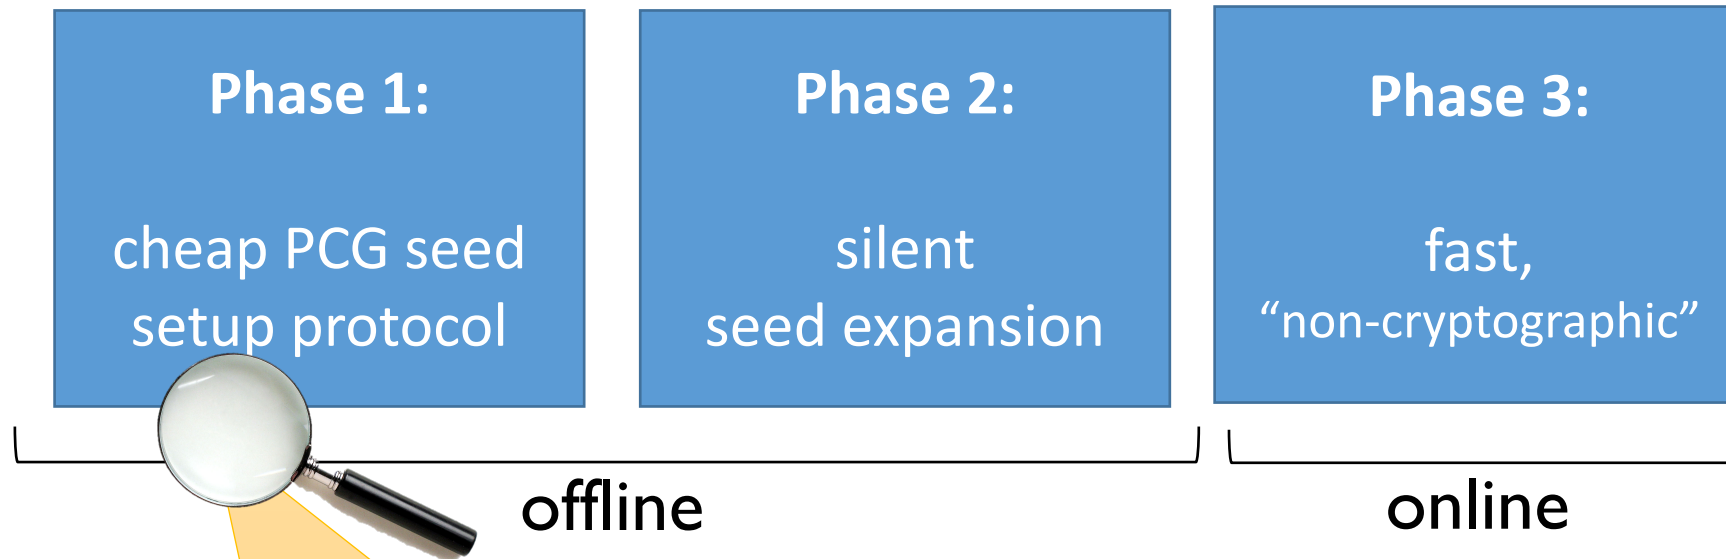 Phase 1:
cheap PCG seed
setup protocol
Phase 2:
silent
seed expansion
Phase 3:
fast,
“non-cryptographic”
offline
online